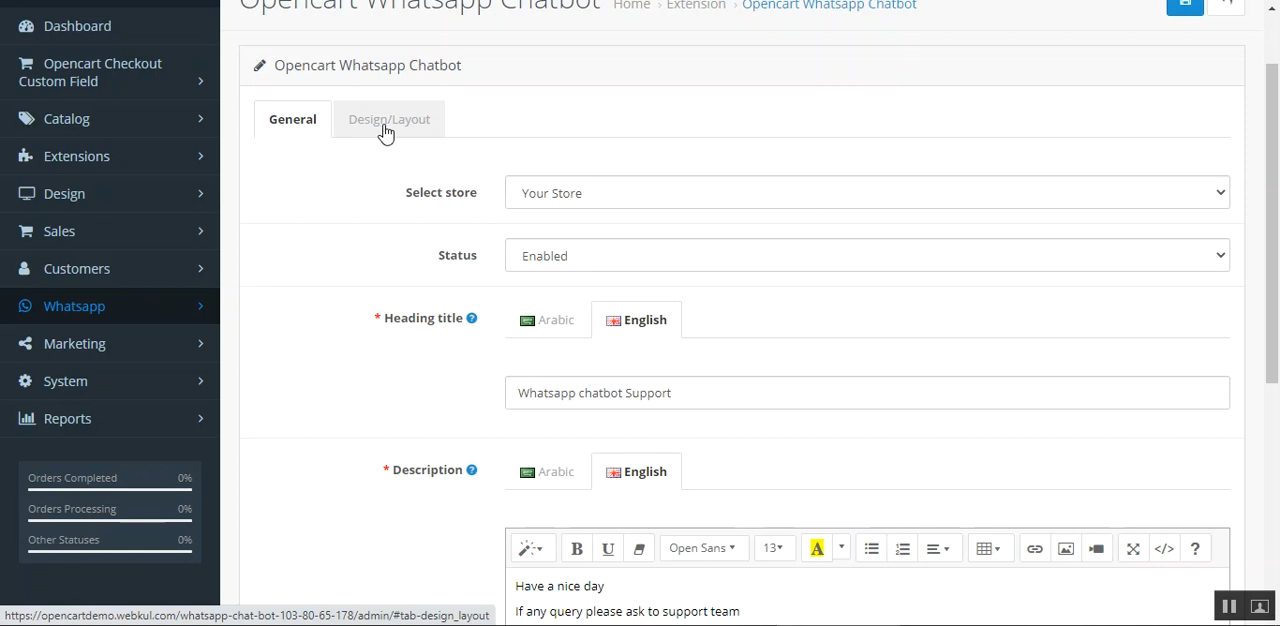 Opencart Whatsapp Chatbot Home › Extension › Opencart Whatsapp Chatbot
Dashboard
Opencart Checkout
Custom Field
Catalog
Extensions
Design
Sales
Customers
Whatsapp
Marketing
System
Reports
Orders Completed 0%
Orders Processing 0%
Other Statuses 0%
Opencart Whatsapp Chatbot
General Design/Layout
Select store Your Store
Status Enabled
* Heading title Arabic English
Whatsapp chatbot Support
* Description Arabic English
B U Open Sans 13 A </> ?
Have a nice day
If any query please ask to support team
https://opencartdemo.webkul.com/whatsapp-chat-bot-103-80-65-178/admin/#tab-design_layout